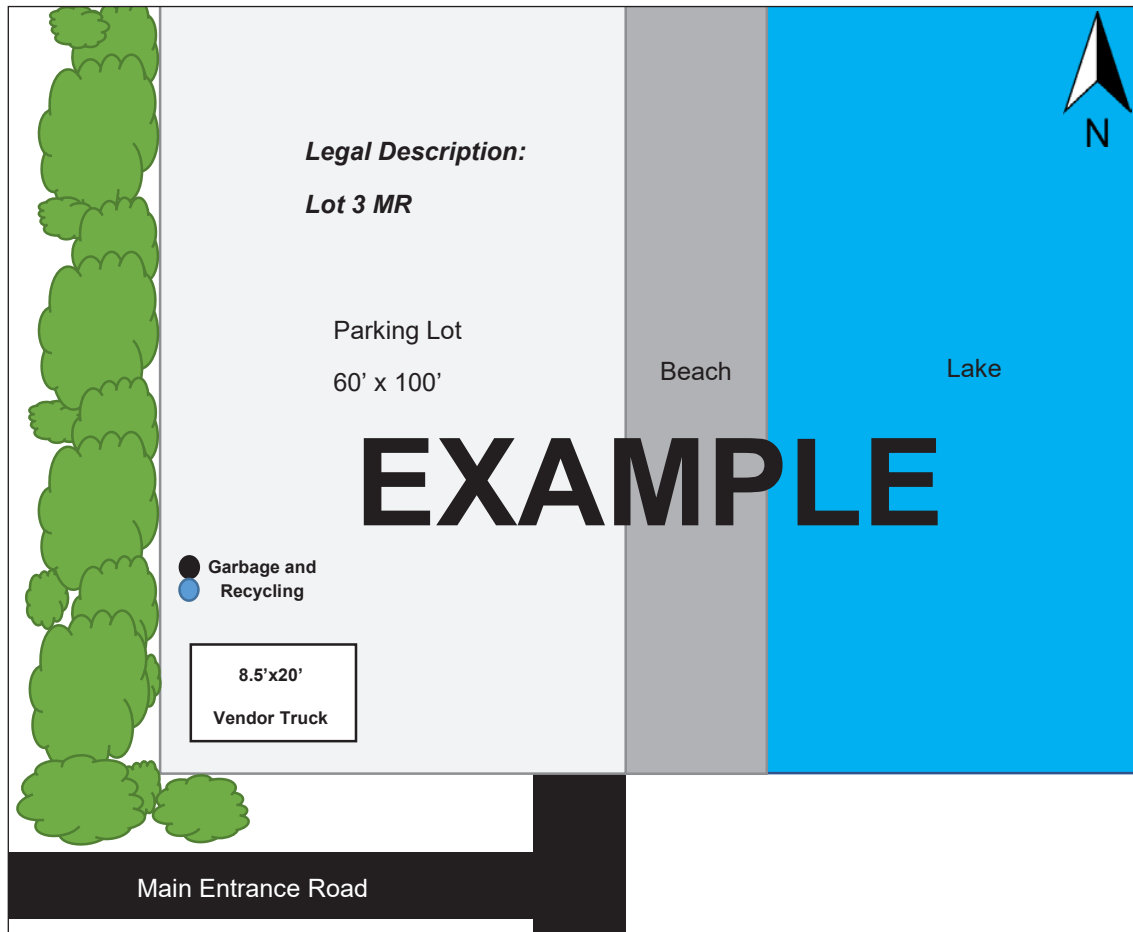 N
Legal Description:
Lot 3 MR
Parking Lot
60’ x 100’
Beach
Lake
EXAMPLE
Garbage and
Recycling
8.5’x20’
Vendor Truck
Main Entrance Road